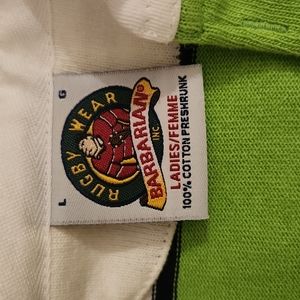 RUGBY WEAR
BARBARIAN®
INC.
LADIES/FEMME
100% COTTON PRESHRUNK
L G